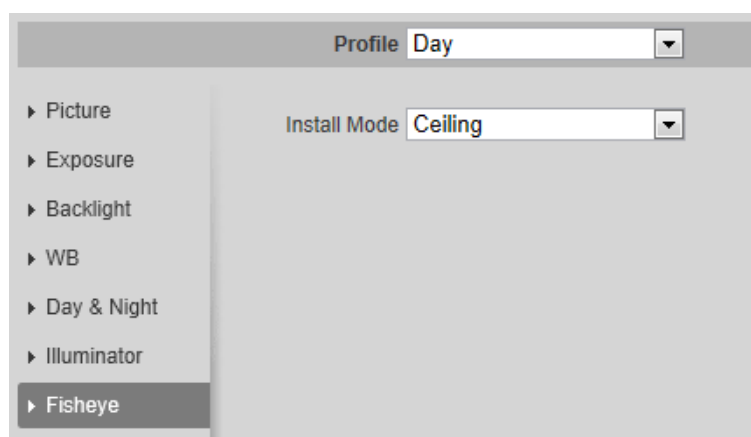 Profile Day
Picture
Install Mode Ceiling
Exposure
Backlight
WB
Day & Night
Illuminator
Fisheye